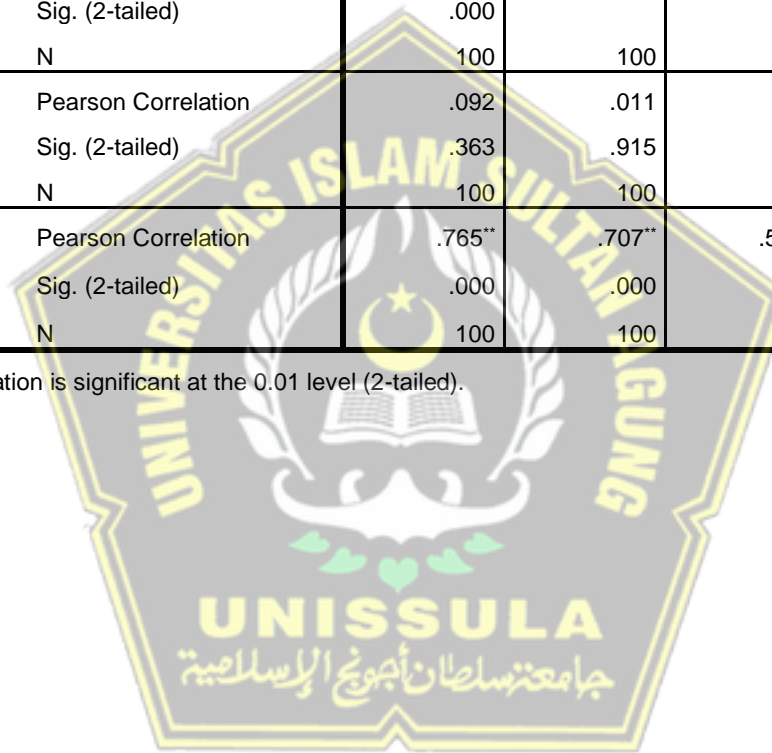 Sig. (2-tailed) .000
N 100 100
Pearson Correlation .092 .011
Sig. (2-tailed) .363 .915
N 100 100
Pearson Correlation .765** .707** .5
Sig. (2-tailed) .000 .000
N 100 100
ation is significant at the 0.01 level (2-tailed).
UNIVERSITAS ISLAM SULTAN AGUNG
UNISSULA
جامعترسلطان أجونج الإسلامية